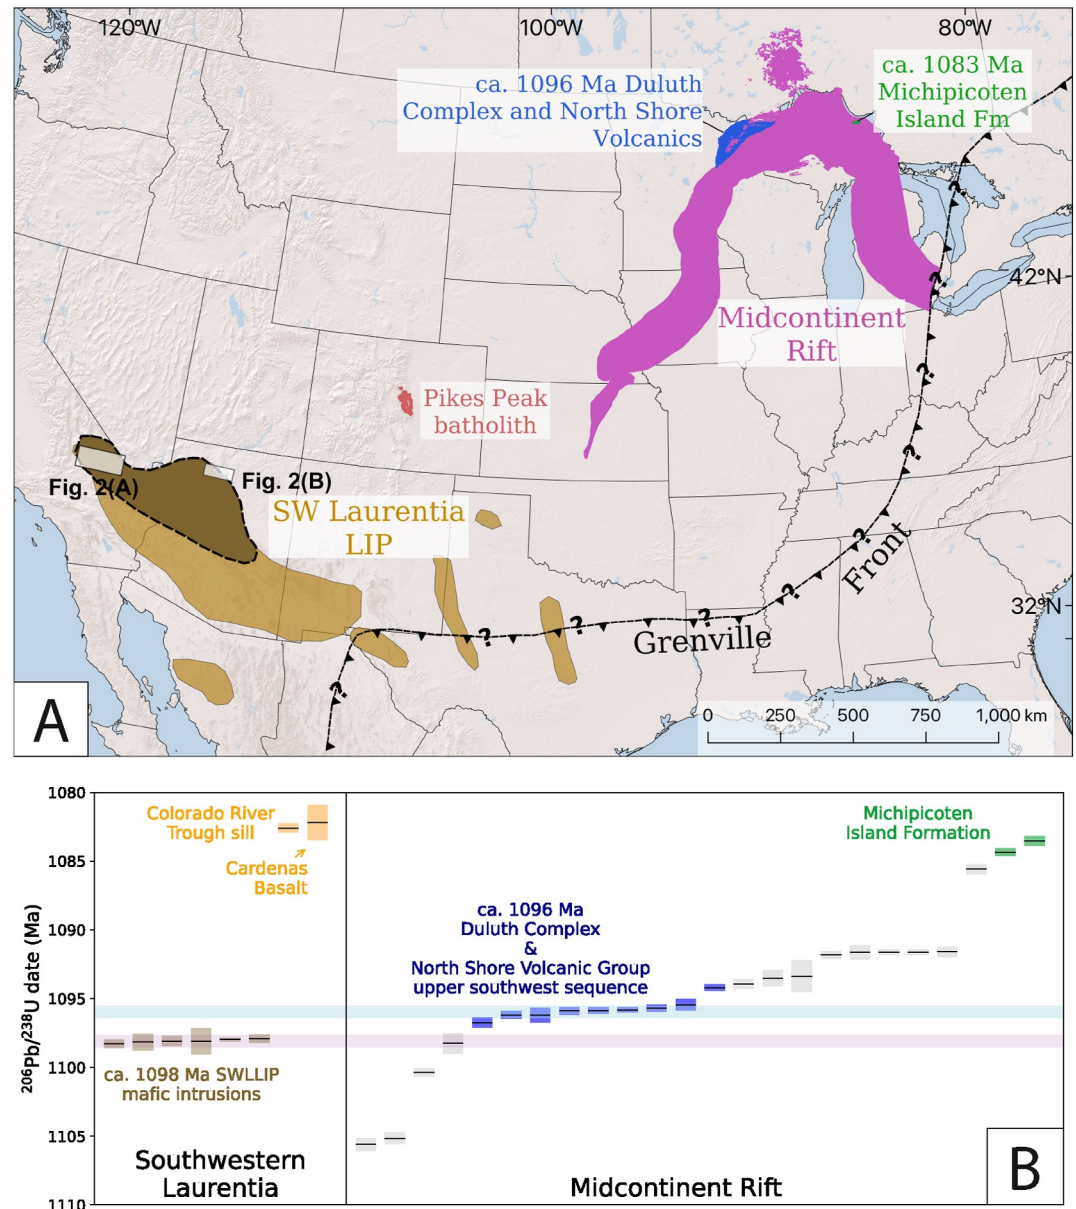 120°W
100°W
80°W
ca. 1096 Ma Duluth
Complex and North Shore
Volcanics
ca. 1083 Ma
Michipicoten
Island Fm
?
?
42°N
Midcontinent
Rift
?
Pikes Peak
batholith
?
Fig. 2(A)
Fig. 2(B)
SW Laurentia
LIP
?
Front
?
32°N
?
?
?
Grenville
?
A
0 250 500 750 1,000 km
1080
1085
1090
1095
1100
1105
1110
206Pb/238U date (Ma)
Colorado River
Trough sill
Cardenas
Basalt
Michipicoten
Island Formation
ca. 1096 Ma
Duluth Complex
&
North Shore Volcanic Group
upper southwest sequence
ca. 1098 Ma SWLLIP
mafic intrusions
Southwestern
Laurentia
Midcontinent Rift
B